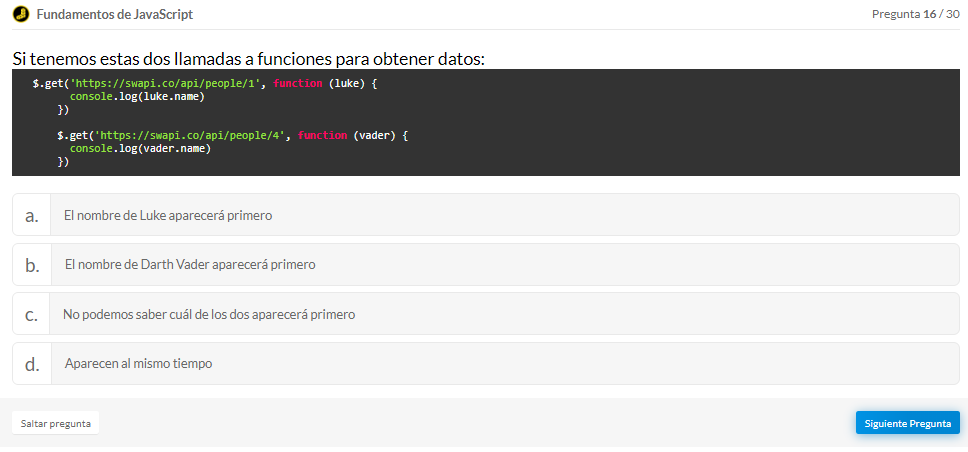 Fundamentos de JavaScript
Pregunta 16 / 30
Si tenemos estas dos llamadas a funciones para obtener datos:
$.get('https://swapi.co/api/people/1', function (luke) {
console.log(luke.name)
})
$.get('https://swapi.co/api/people/4', function (vader) {
console.log(vader.name)
})
a. El nombre de Luke aparecerá primero
b. El nombre de Darth Vader aparecerá primero
c. No podemos saber cuál de los dos aparecerá primero
d. Aparecen al mismo tiempo
Saltar pregunta
Siguiente Pregunta